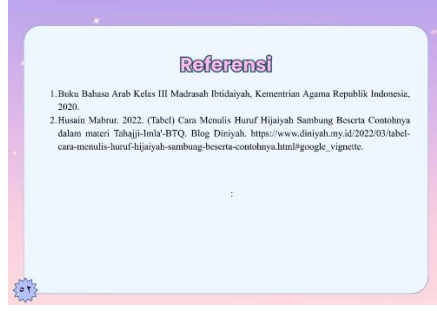 Referensi
1. Buku Bahasa Arab Kelas III Madrasah Ibtidaiyah, Kementrian Agama Republik Indonesia,
2020.
2. Husain Mabrur. 2022. (Tabel) Cara Menulis Huruf Hijaiyah Sambung Beserta Contohnya
dalam materi Tahajji-Imla'-BTQ. Blog Diniyah. https://www.diniyah.my.id/2022/03/tabel-
cara-menulis-huruf-hijaiyah-sambung-beserta-contohnya.html#google_vignette.
:
٥٢